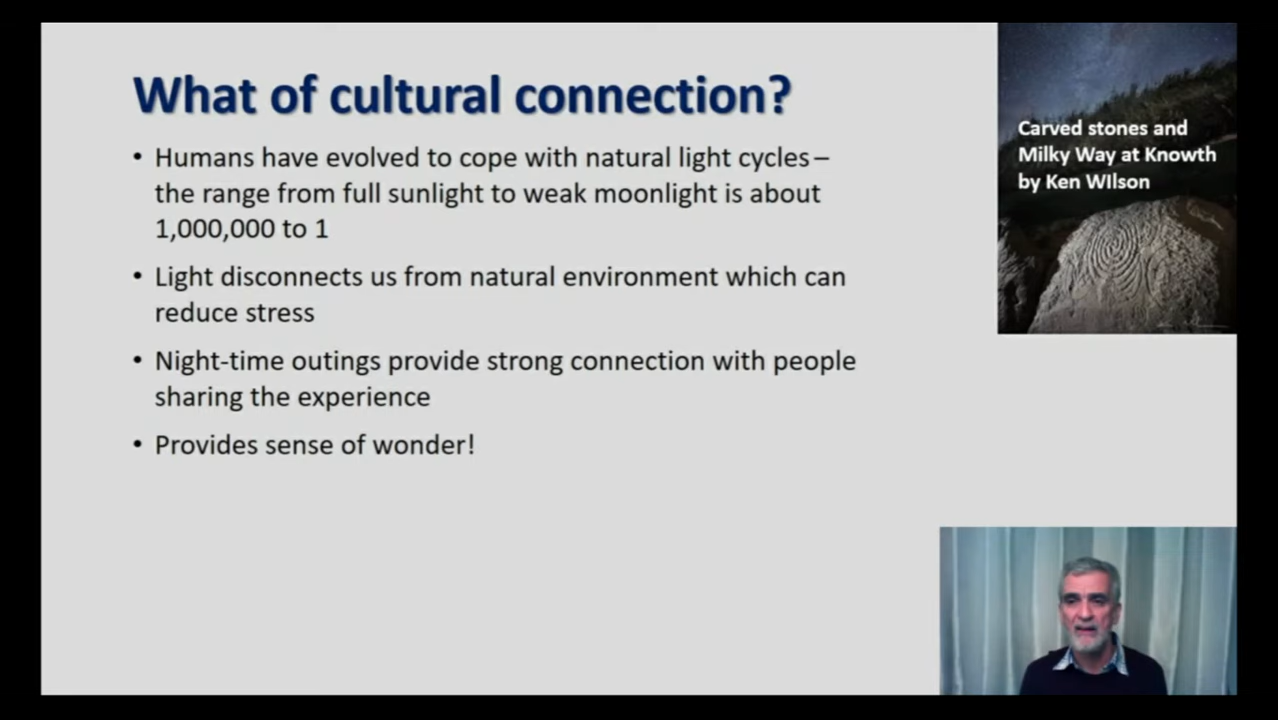 What of cultural connection?
• Humans have evolved to cope with natural light cycles –
the range from full sunlight to weak moonlight is about
1,000,000 to 1
• Light disconnects us from natural environment which can
reduce stress
• Night-time outings provide strong connection with people
sharing the experience
• Provides sense of wonder!
Carved stones and
Milky Way at Knowth
by Ken WIlson